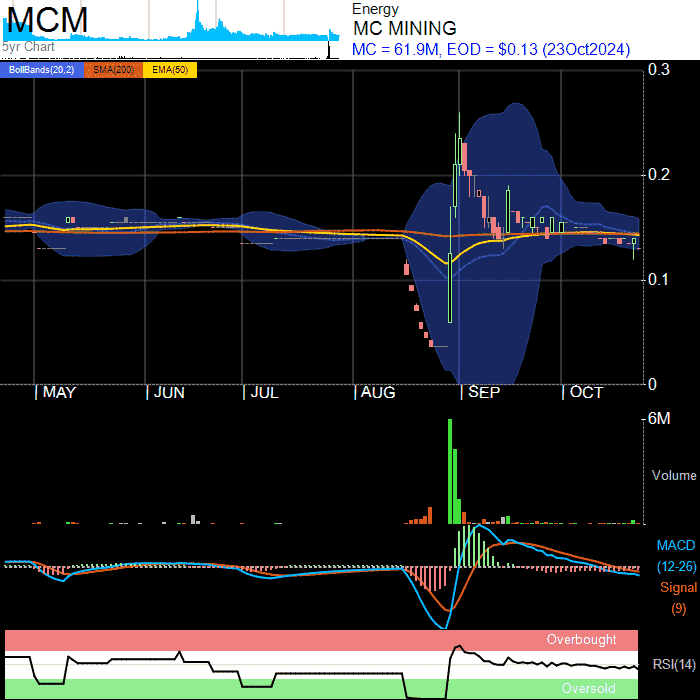 MCM
5yr Chart
Energy
MC MINING
MC = 61.9M, EOD = $0.13 (23Oct2024)
BollBands(20,2) SMA(200) EMA(50)
0.3
0.2
0.1
0
MAY JUN JUL AUG SEP OCT
6M
Volume
MACD
(12-26)
Signal
(9)
Overbought
RSI(14)
Oversold